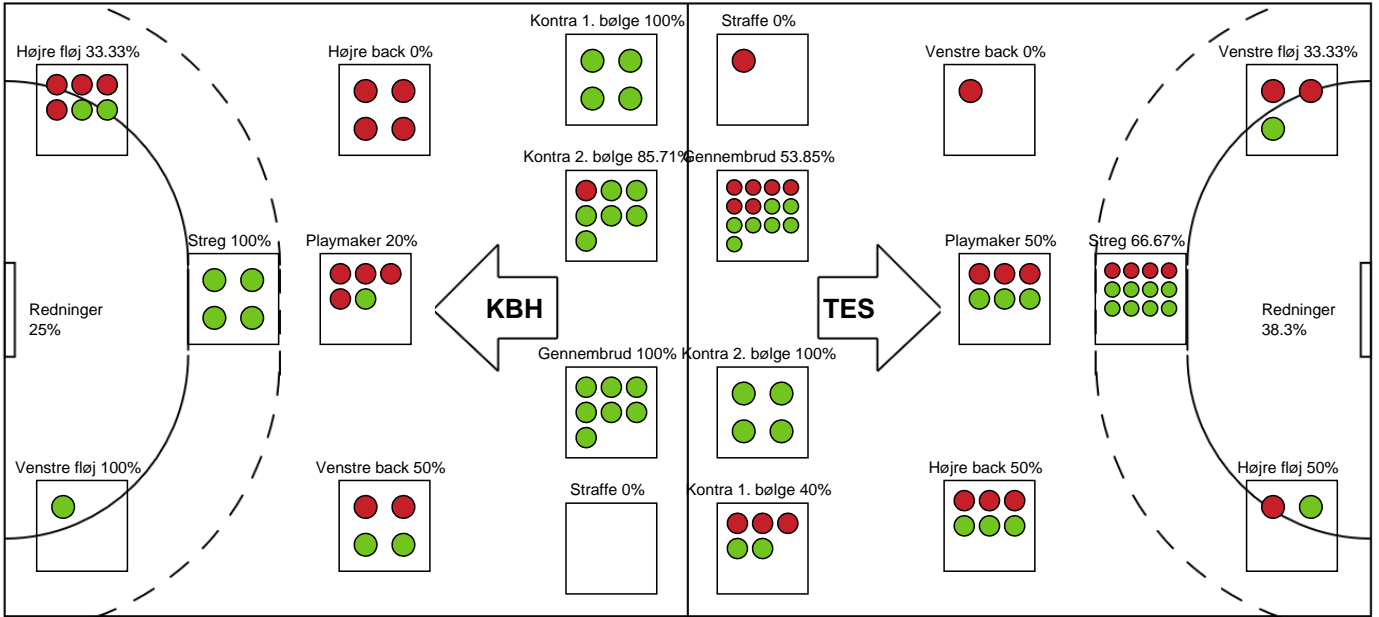 Kontra 1. bølge 100%
Straffe 0%
Højre fløj 33.33%
Højre back 0%
Venstre back 0%
Venstre fløj 33.33%
Kontra 2. bølge 85.71%
Gennembrud 53.85%
Streg 100%
Playmaker 20%
Playmaker 50%
Streg 66.67%
Redninger
25%
KBH
TES
Redninger
38.3%
Gennembrud 100%
Kontra 2. bølge 100%
Venstre fløj 100%
Venstre back 50%
Straffe 0%
Kontra 1. bølge 40%
Højre back 50%
Højre fløj 50%